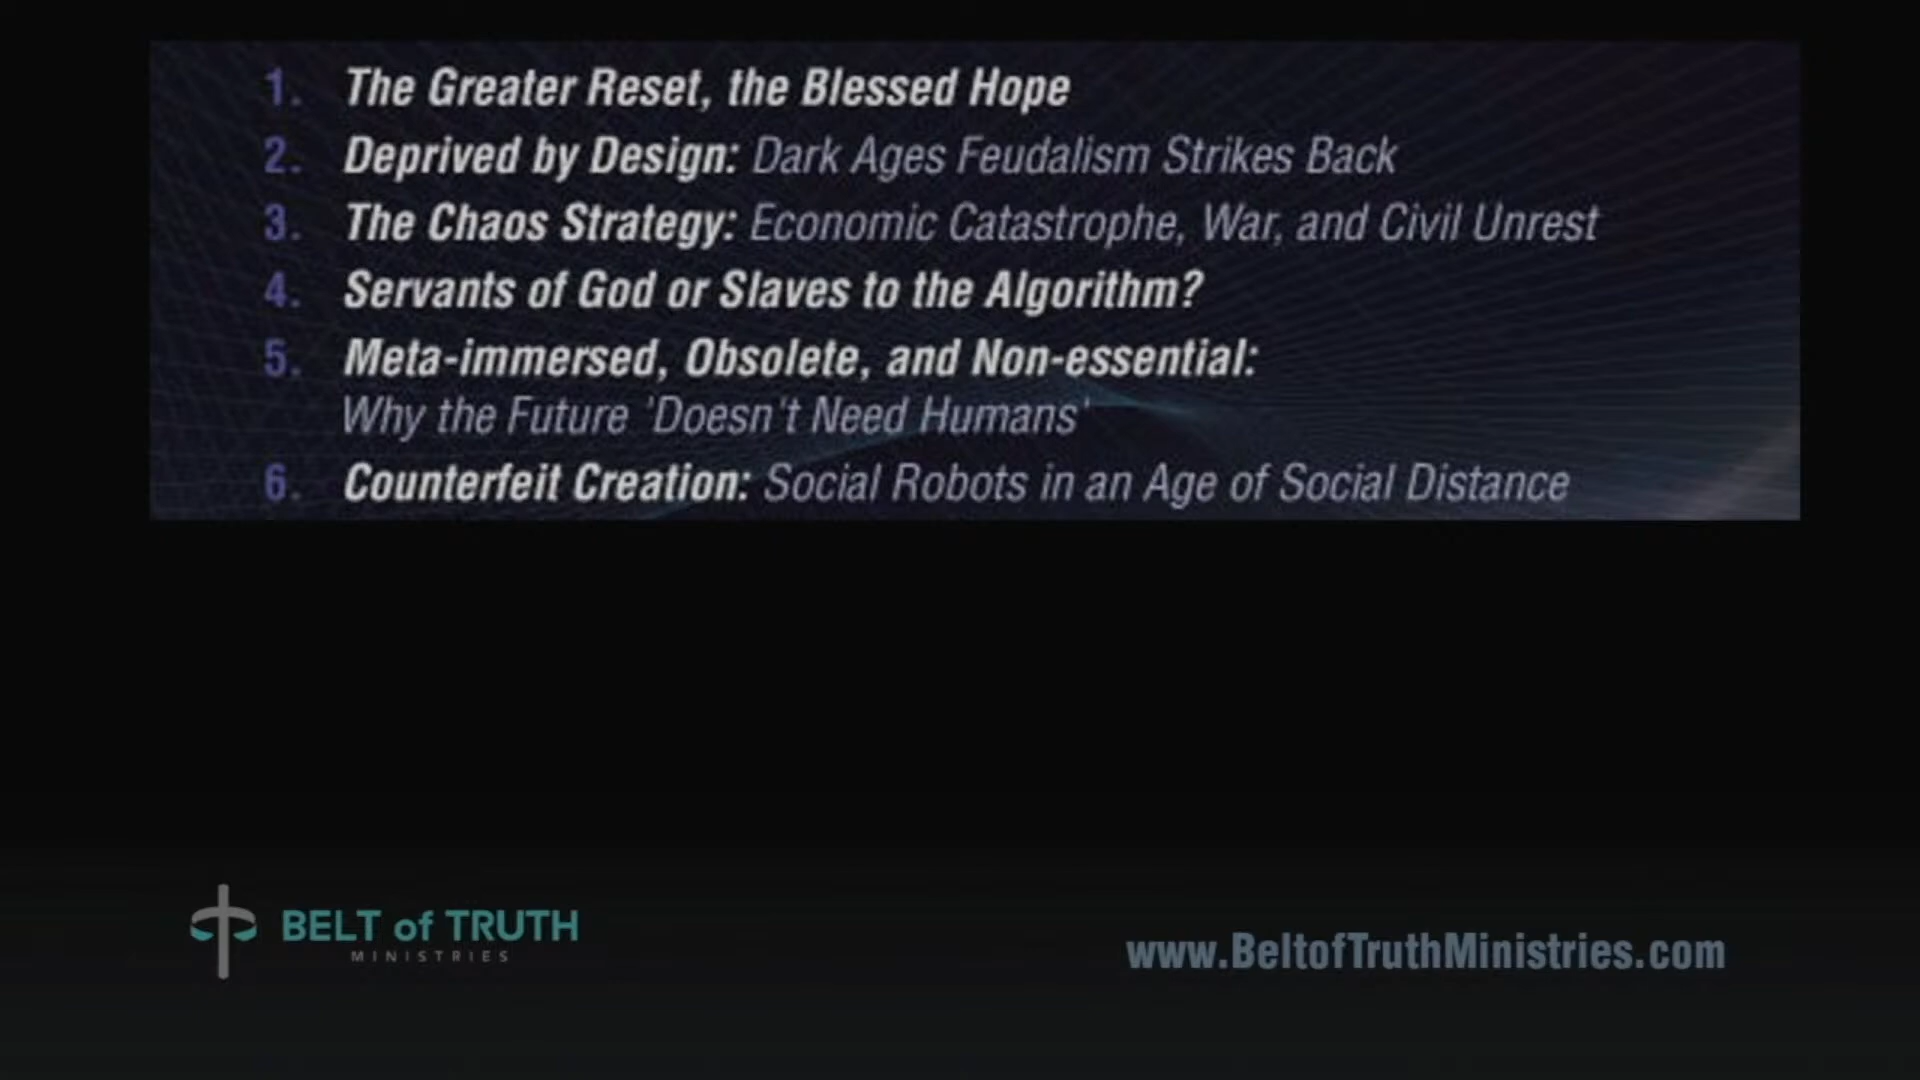 1. The Greater Reset, the Blessed Hope
2. Deprived by Design: Dark Ages Feudalism Strikes Back
3. The Chaos Strategy: Economic Catastrophe, War, and Civil Unrest
4. Servants of God or Slaves to the Algorithm?
5. Meta-immersed, Obsolete, and Non-essential:
Why the Future 'Doesn't Need Humans'
6. Counterfeit Creation: Social Robots in an Age of Social Distance
BELT of TRUTH
MINISTRIES
www.BeltofTruthMinistries.com